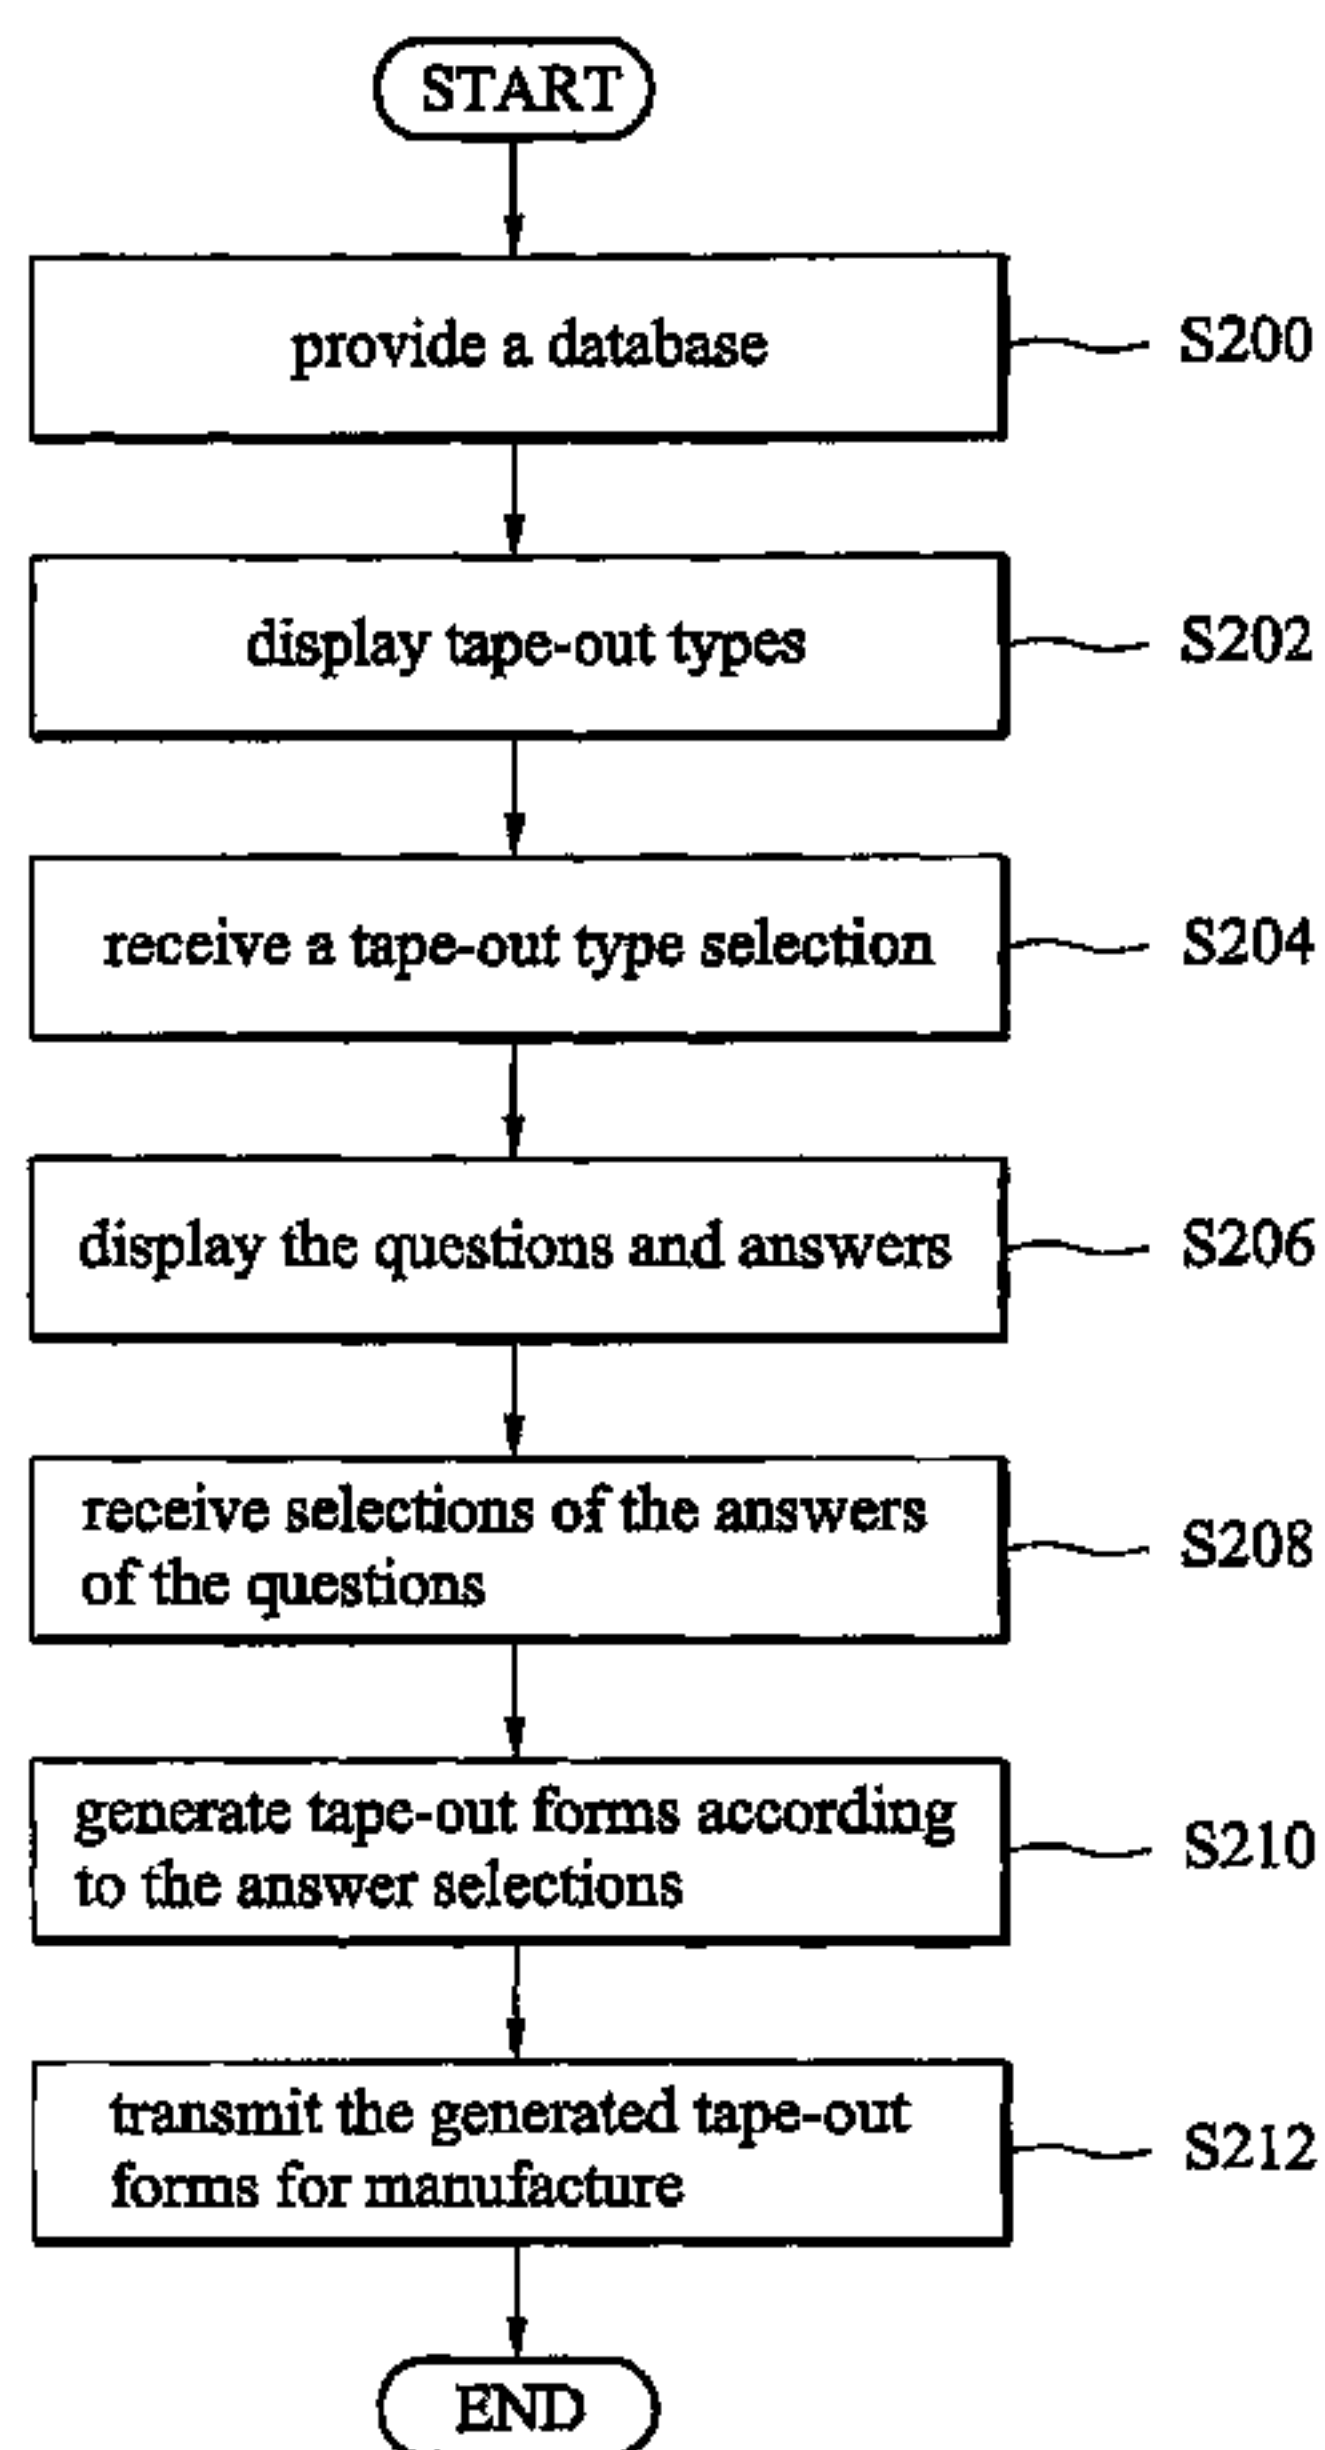 START
provide a database
S200
display tape-out types
S202
receive a tape-out type selection
S204
display the questions and answers
S206
receive selections of the answers
of the questions
S208
generate tape-out forms according
to the answer selections
S210
transmit the generated tape-out
forms for manufacture
S212
END